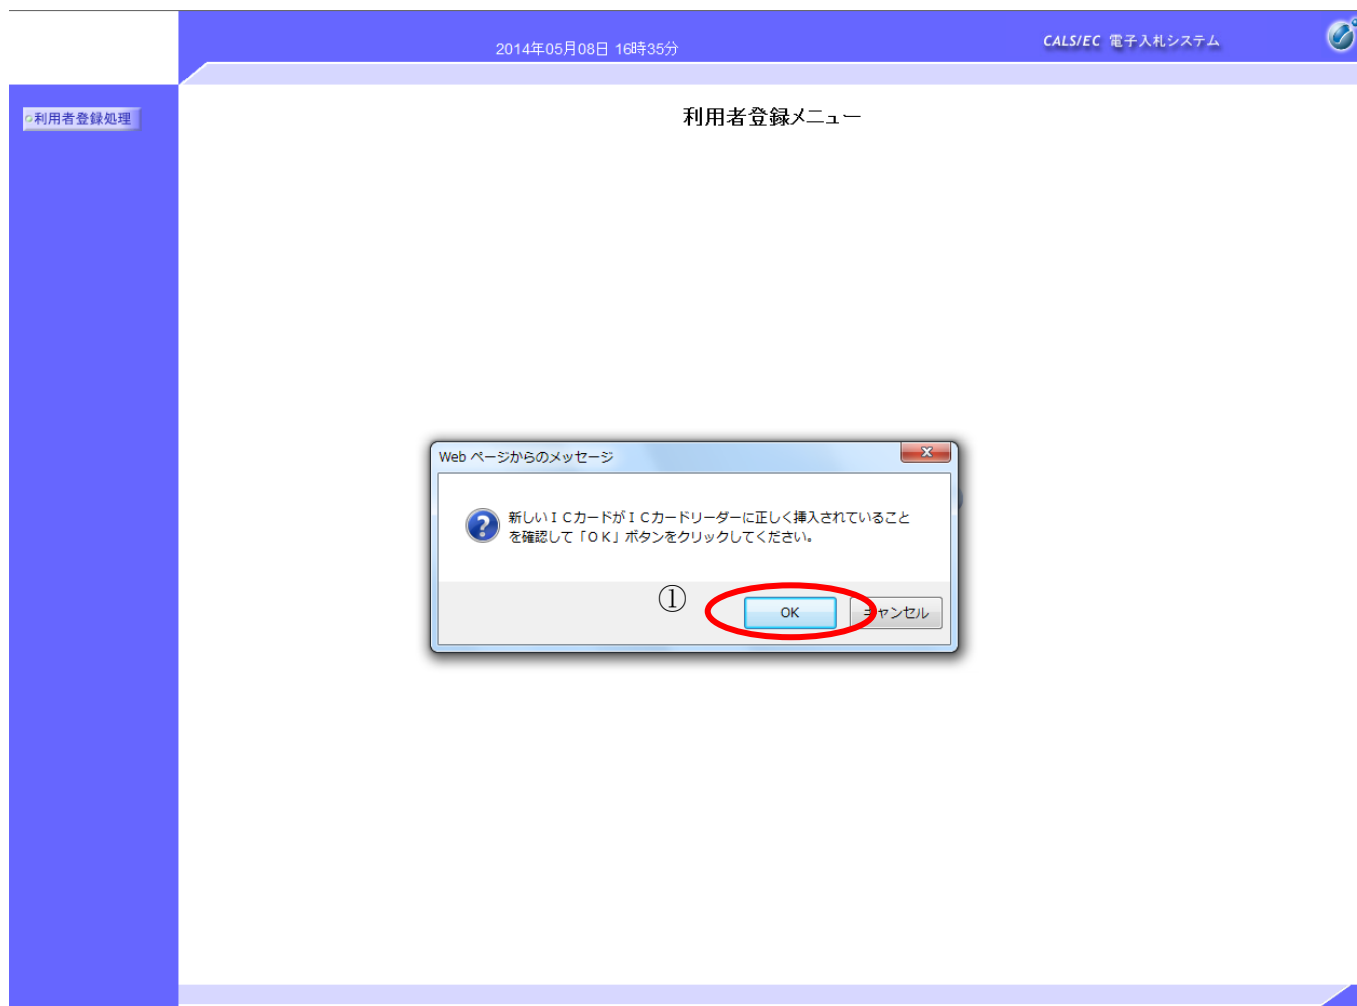 2014年05月08日 16時35分
CALS/EC 電子入札システム
利用者登録処理
利用者登録メニュー
Web ページからのメッセージ
新しいＩＣカードがＩＣカードリーダーに正しく挿入されていること
を確認して「ＯＫ」ボタンをクリックしてください。
①
OK
キャンセル